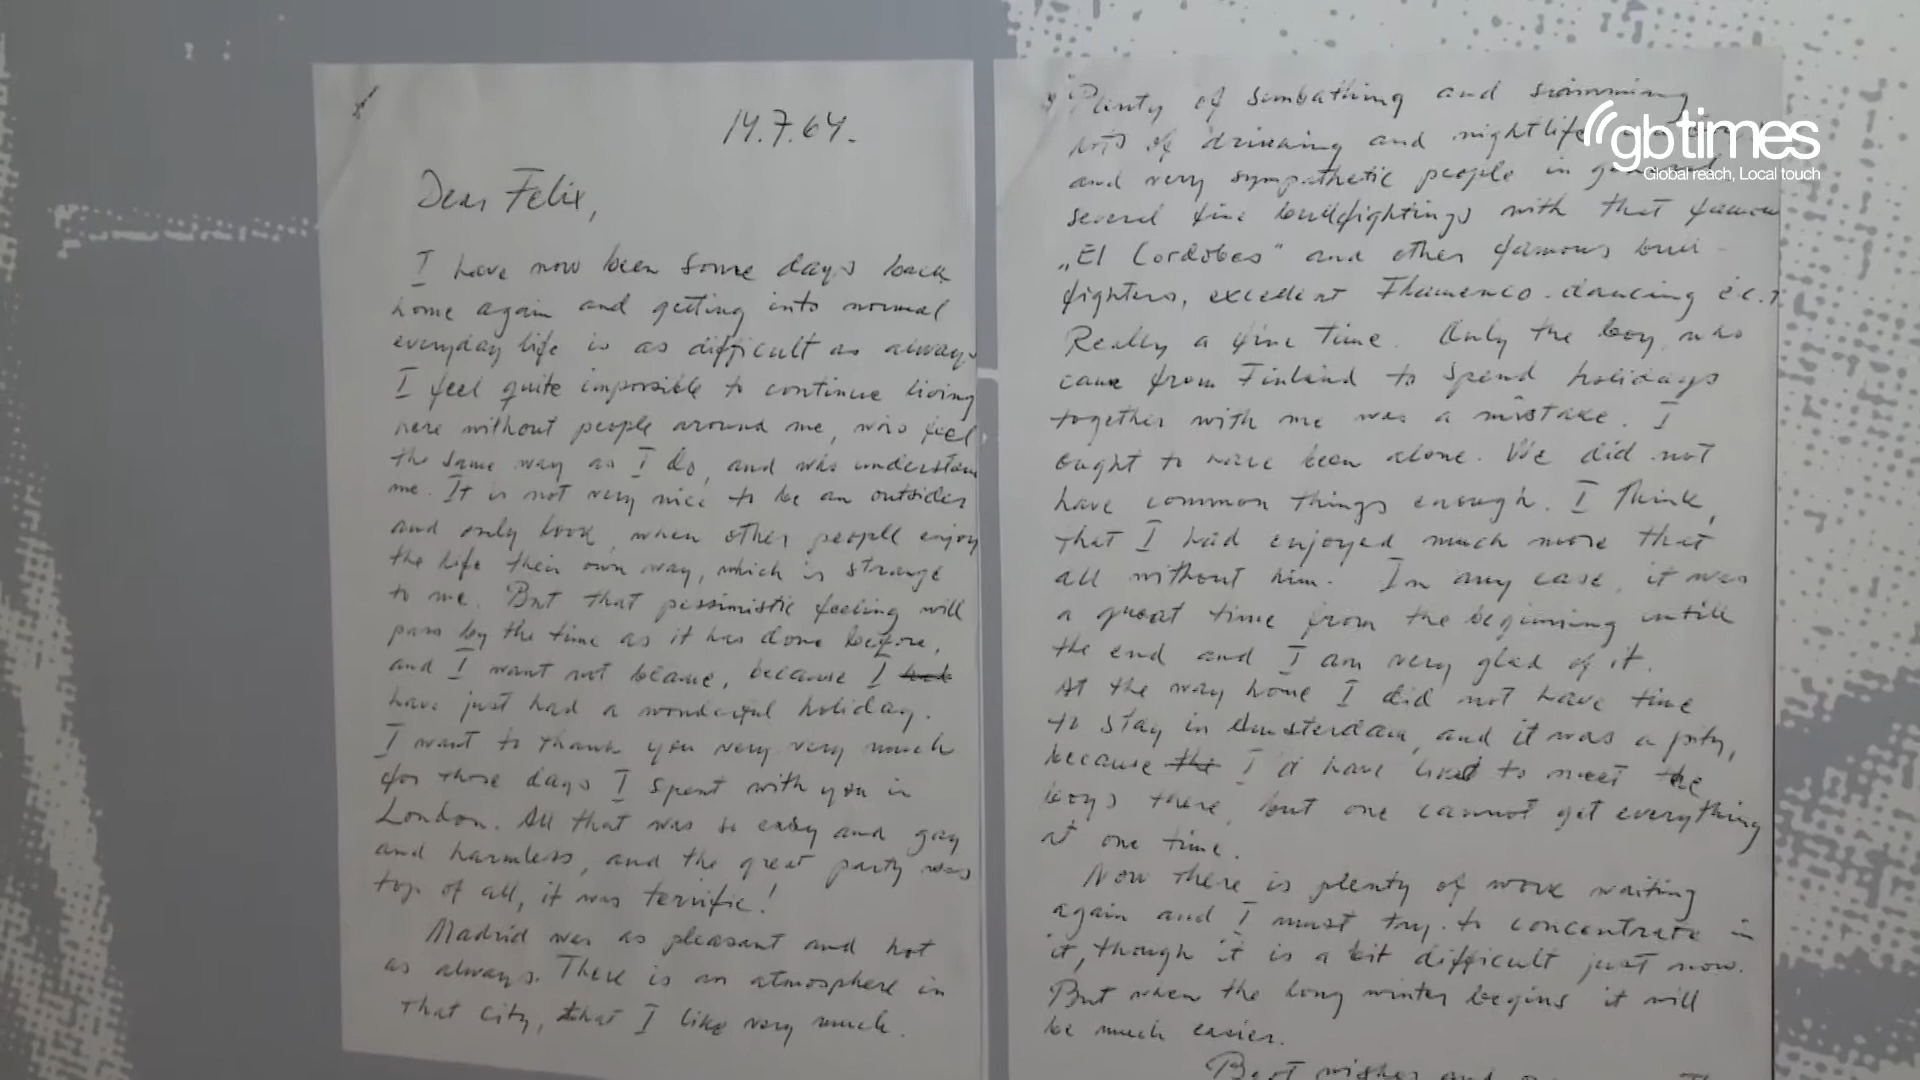 14.7.64.
Dear Felix,
I have now been some days back
home again and getting into normal
everyday life is as difficult as always
I feel quite impossible to continue living
here without people around me, who feel
the same way as I do, and who understand
me. It is not very nice to be an outsider
and only look, when other people enjoy
the life their own way, which is strange
to me. But that pessimistic feeling will
pass by the time as it has done before,
and I want not blame, because I
have just had a wonderful holiday.
I want to thank you very very much
for those days I spent with you in
London. All that was so easy and gay
and harmless, and the great party was
top of all, it was terrific!
Madrid was as pleasant and hot
as always. There is an atmosphere in
that city, that I like very much.
Plenty of sunbathing and swimming
lots of drinking and nightlife
and very sympathetic people in
several fine bullfightings with that famous
„El Cordobes" and other famous bull-
fighters, excellent Flamenco-dancing e.c.t
Really a fine time. Only the boy, who
came from Finland to spend holidays
together with me was a mistake. I
ought to have been alone. We did not
have common things enough. I think,
that I had enjoyed much more that
all without him. In any case, it was
a great time from the beginning untill
the end and I am very glad of it.
At the way home I did not have time
to stay in Amsterdam, and it was a pity,
because the I'd have liked to meet the
boys there, but one cannot get everything
at one time.
Now there is plenty of work waiting
again and I must try to concentrate in
it, though it is a bit difficult just now.
But when the long winter begins it will
be much easier.
Best wishes and
gbtimes
Global reach, Local touch